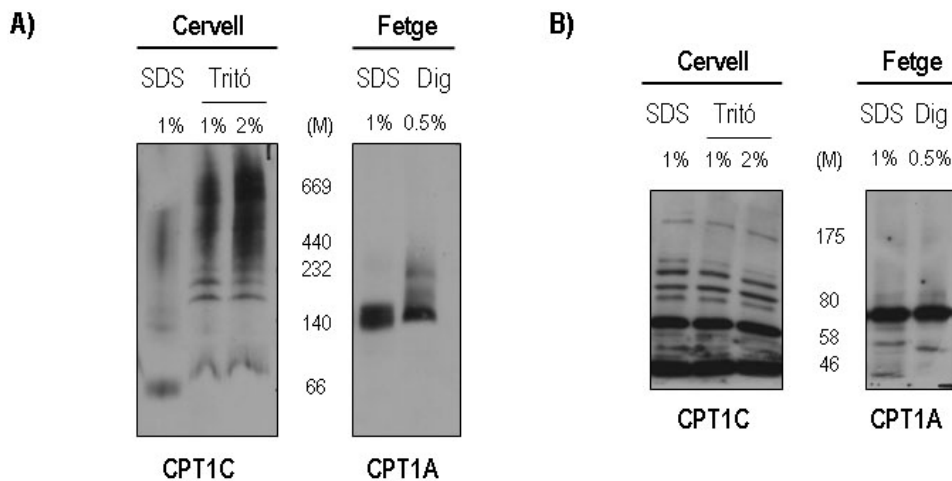 A)
Cervell
Fetge
SDS Tritó
SDS Dig
1% 1% 2%
(M)
1% 0.5%
669
440
232
140
66
CPT1C
CPT1A
B)
Cervell
Fetge
SDS Tritó
SDS Dig
1% 1% 2%
(M)
1% 0.5%
175
80
58
46
CPT1C
CPT1A